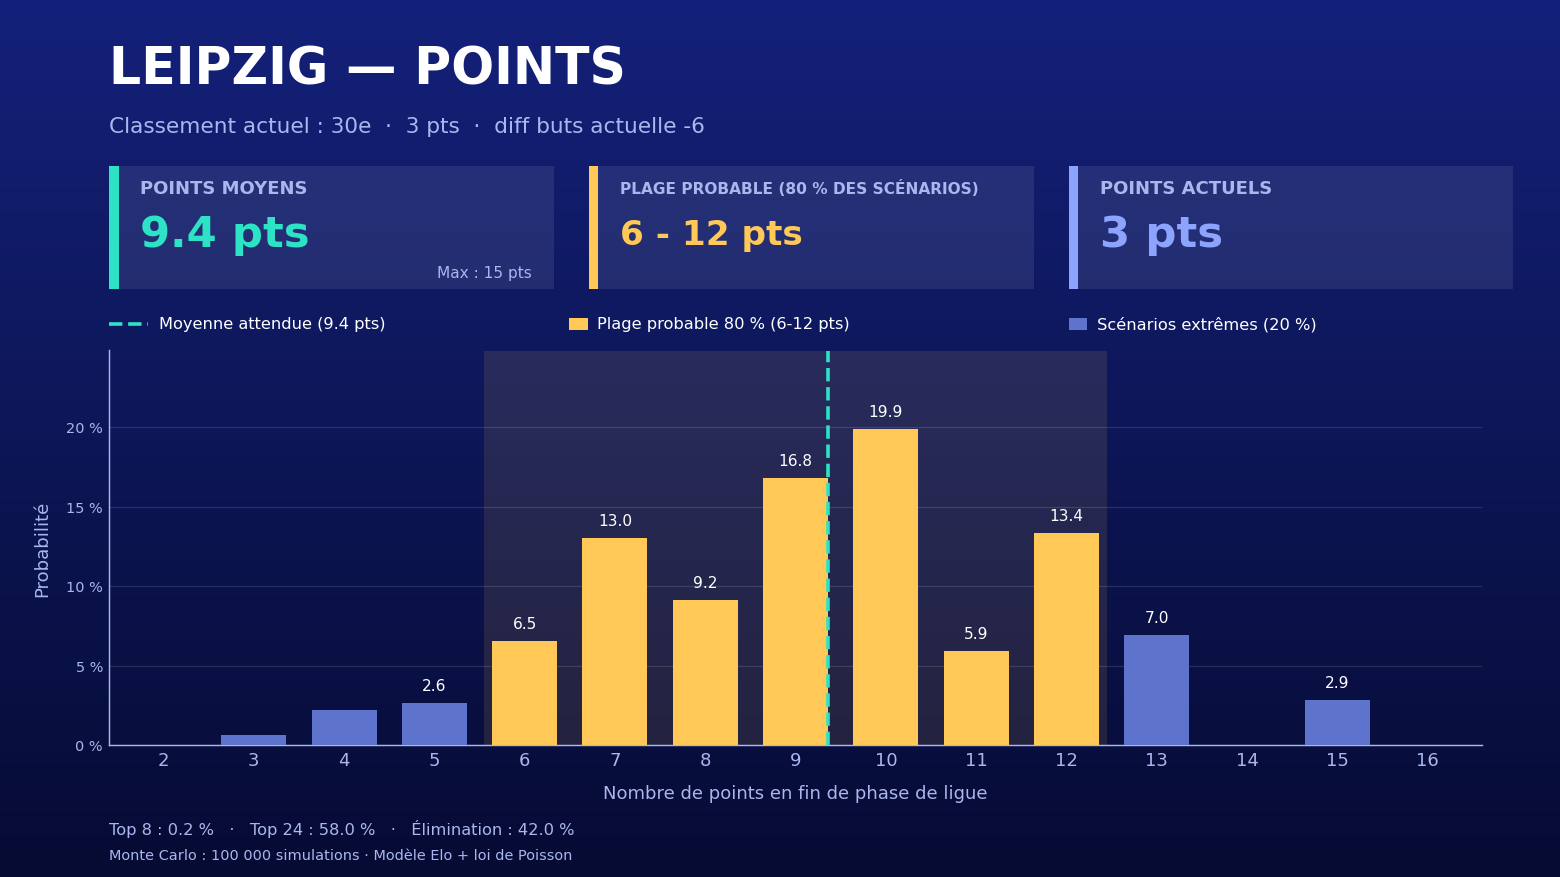 LEIPZIG — POINTS
Classement actuel : 30e · 3 pts · diff buts actuelle -6
POINTS MOYENS
9.4 pts
Max : 15 pts
PLAGE PROBABLE (80 % DES SCÉNARIOS)
6 - 12 pts
POINTS ACTUELS
3 pts
Moyenne attendue (9.4 pts)
Plage probable 80 % (6-12 pts)
Scénarios extrêmes (20 %)
Probabilité
20 %
15 %
10 %
5 %
0 %
2.6
6.5
13.0
9.2
16.8
19.9
5.9
13.4
7.0
2.9
2 3 4 5 6 7 8 9 10 11 12 13 14 15 16
Nombre de points en fin de phase de ligue
Top 8 : 0.2 % · Top 24 : 58.0 % · Élimination : 42.0 %
Monte Carlo : 100 000 simulations · Modèle Elo + loi de Poisson